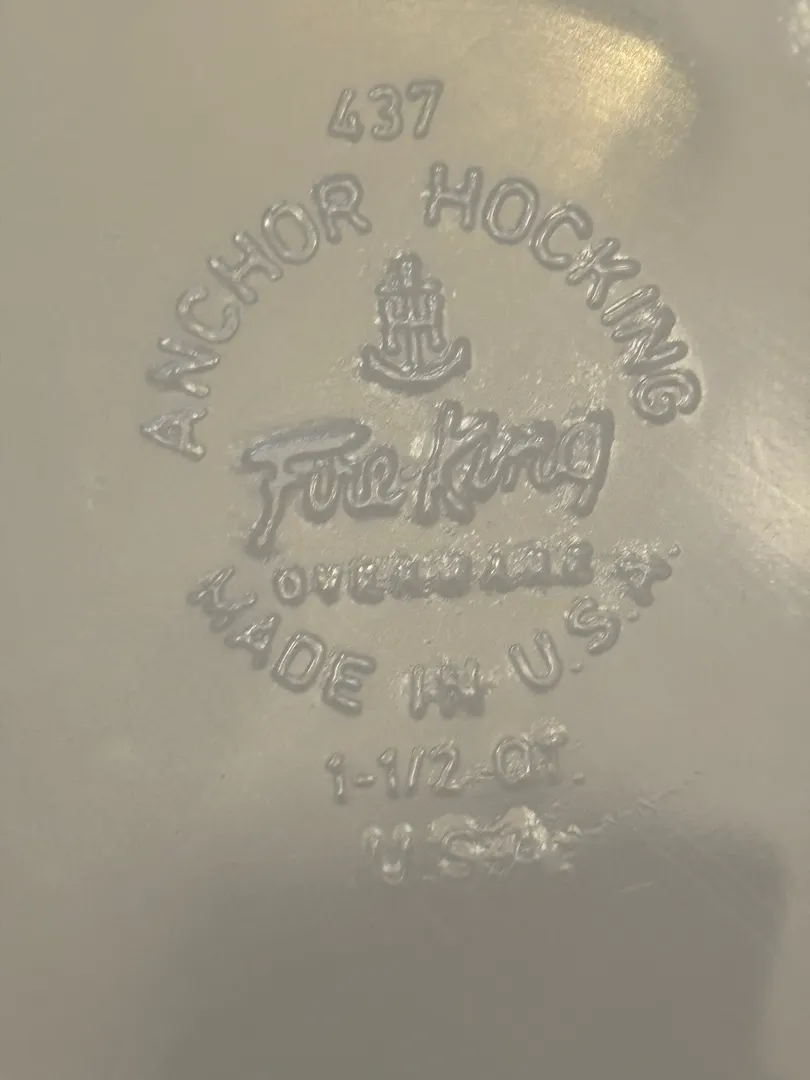 437
ANCHOR HOCKING
Fire-King
OVENWARE
MADE IN U.S.A.
1-1/2 QT.